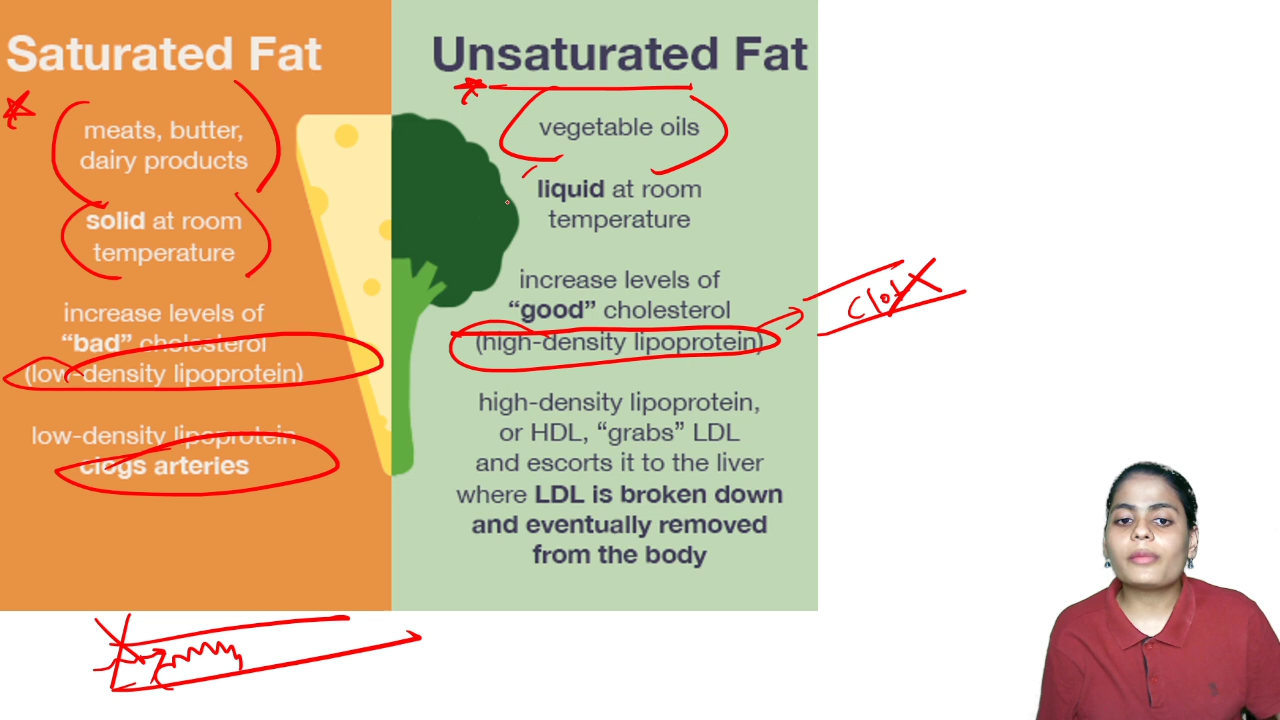 Saturated Fat
meats, butter,
dairy products
solid at room
temperature
increase levels of
"bad" cholesterol
(low-density lipoprotein)
low-density lipoprotein
clogs arteries
Unsaturated Fat
vegetable oils
liquid at room
temperature
increase levels of
"good" cholesterol
(high-density lipoprotein)
high-density lipoprotein,
or HDL, "grabs" LDL
and escorts it to the liver
where LDL is broken down
and eventually removed
from the body
Clot